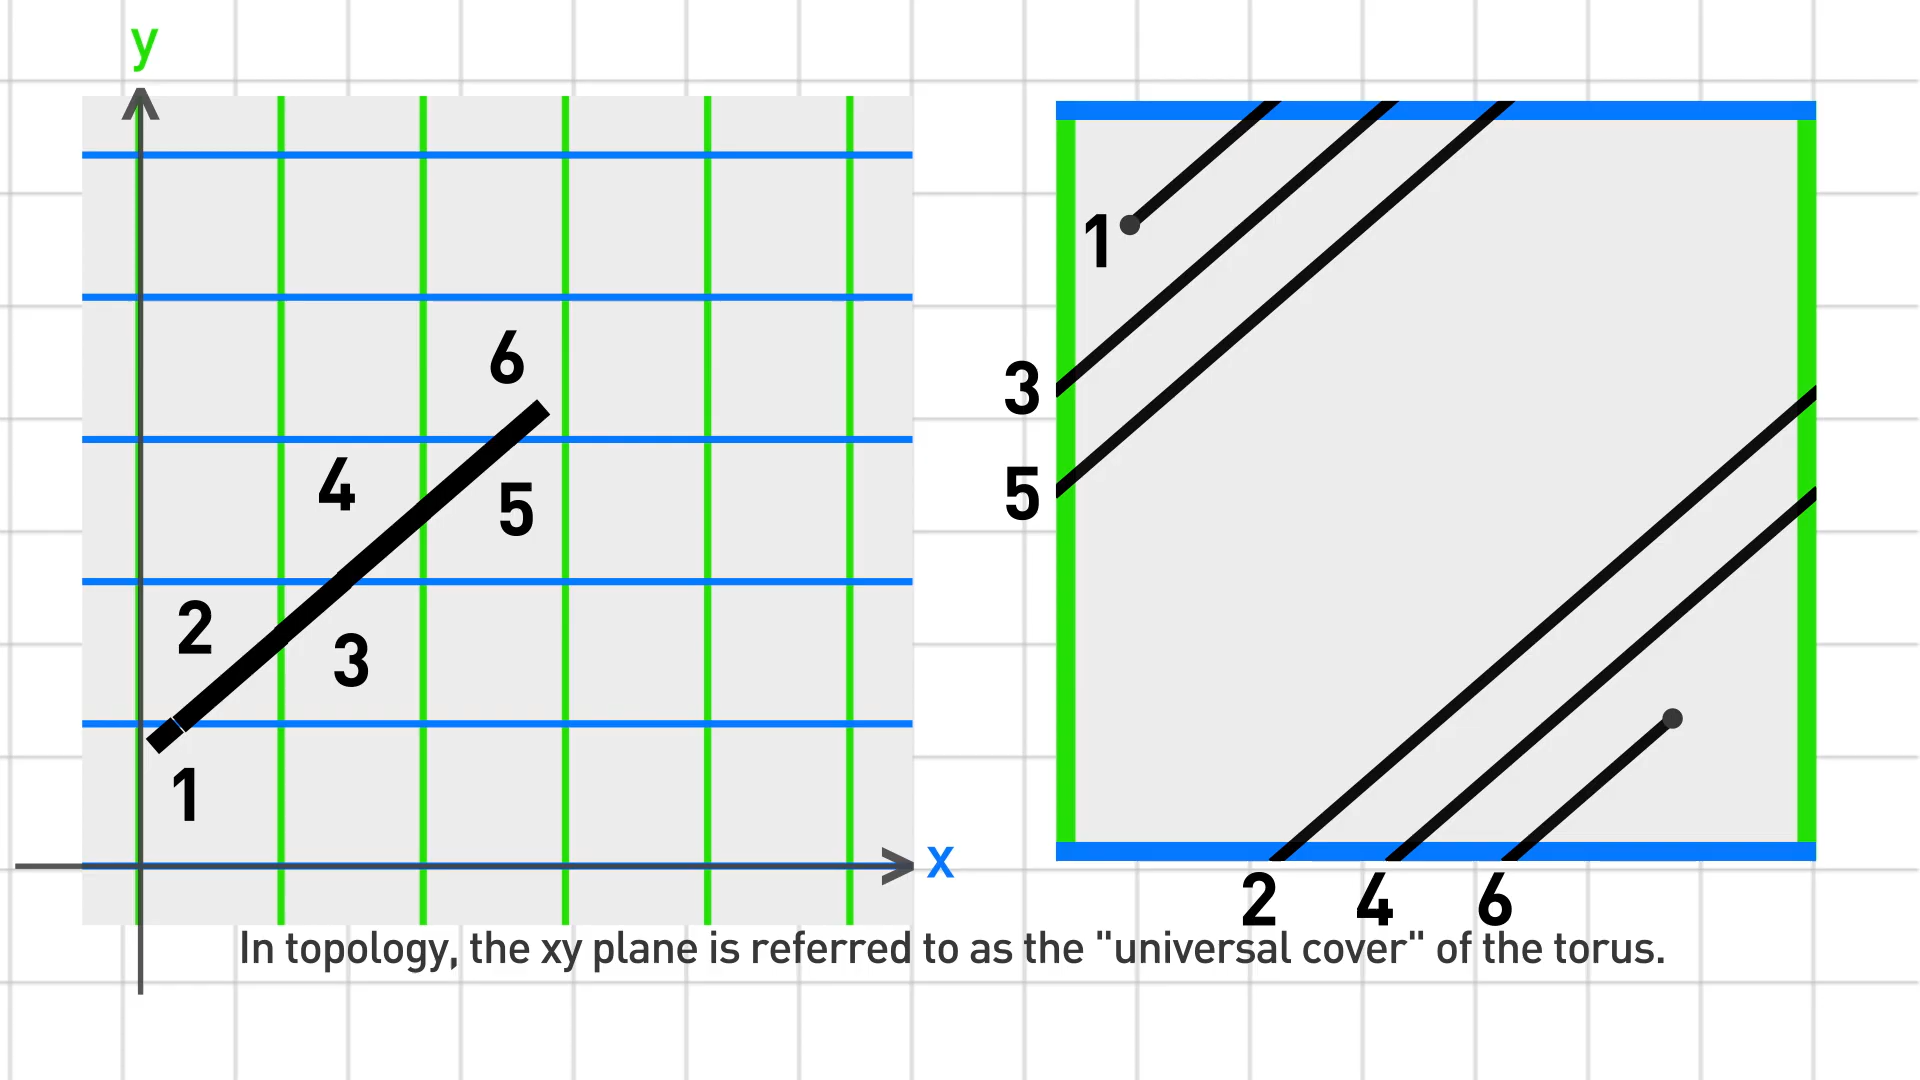 y
6
4
5
2
3
1
x
1
3
5
2 4 6
In topology, the xy plane is referred to as the "universal cover" of the torus.